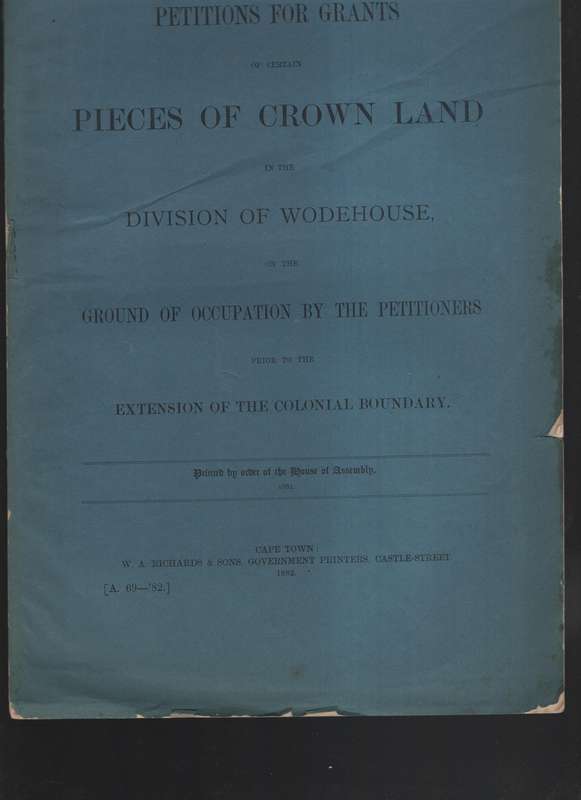 PETITIONS FOR GRANTS
OF CERTAIN
PIECES OF CROWN LAND
IN THE
DIVISION OF WODEHOUSE,
ON THE
GROUND OF OCCUPATION BY THE PETITIONERS
PRIOR TO THE
EXTENSION OF THE COLONIAL BOUNDARY.
Printed by order of the House of Assembly.
CAPE TOWN:
W. A. RICHARDS & SONS, GOVERNMENT PRINTERS, CASTLE-STREET
1882.
[A. 69—'82.]